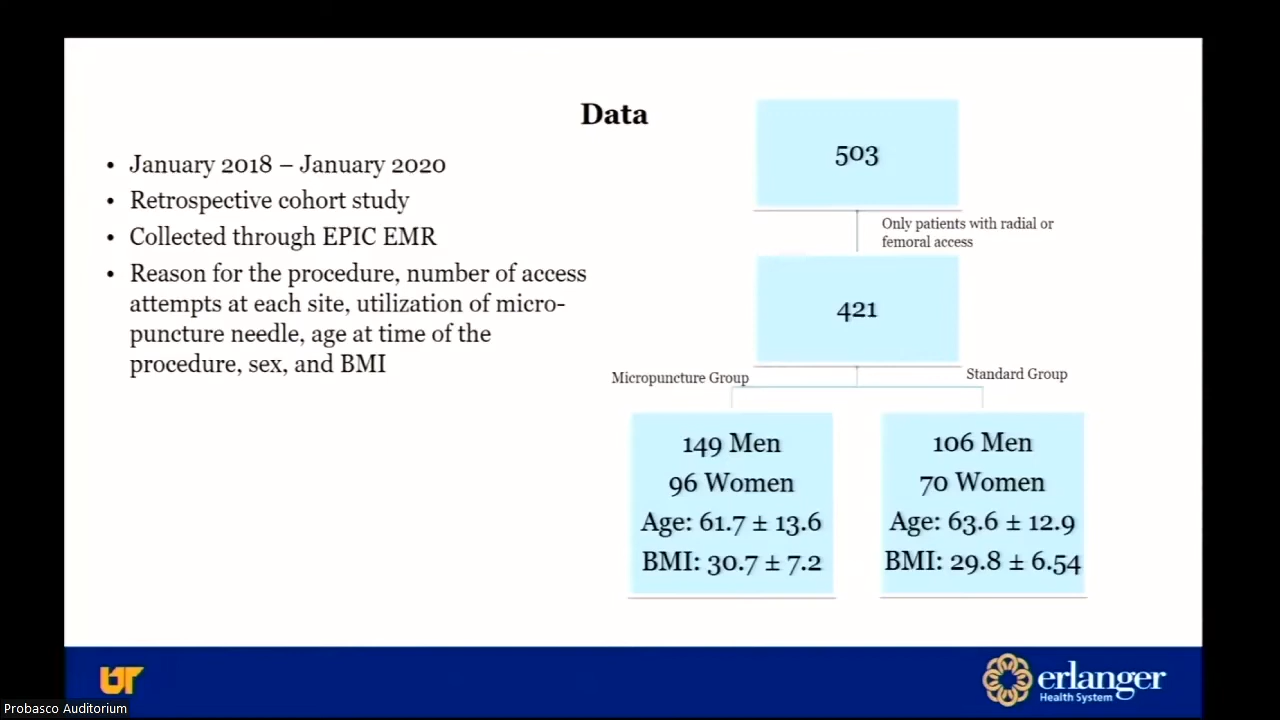 Data
• January 2018 – January 2020
• Retrospective cohort study
• Collected through EPIC EMR
• Reason for the procedure, number of access
attempts at each site, utilization of micro-
puncture needle, age at time of the
procedure, sex, and BMI
503
Only patients with radial or
femoral access
421
Micropuncture Group
Standard Group
149 Men
96 Women
Age: 61.7 ± 13.6
BMI: 30.7 ± 7.2
106 Men
70 Women
Age: 63.6 ± 12.9
BMI: 29.8 ± 6.54
UT
erlanger
Health System
Probasco Auditorium